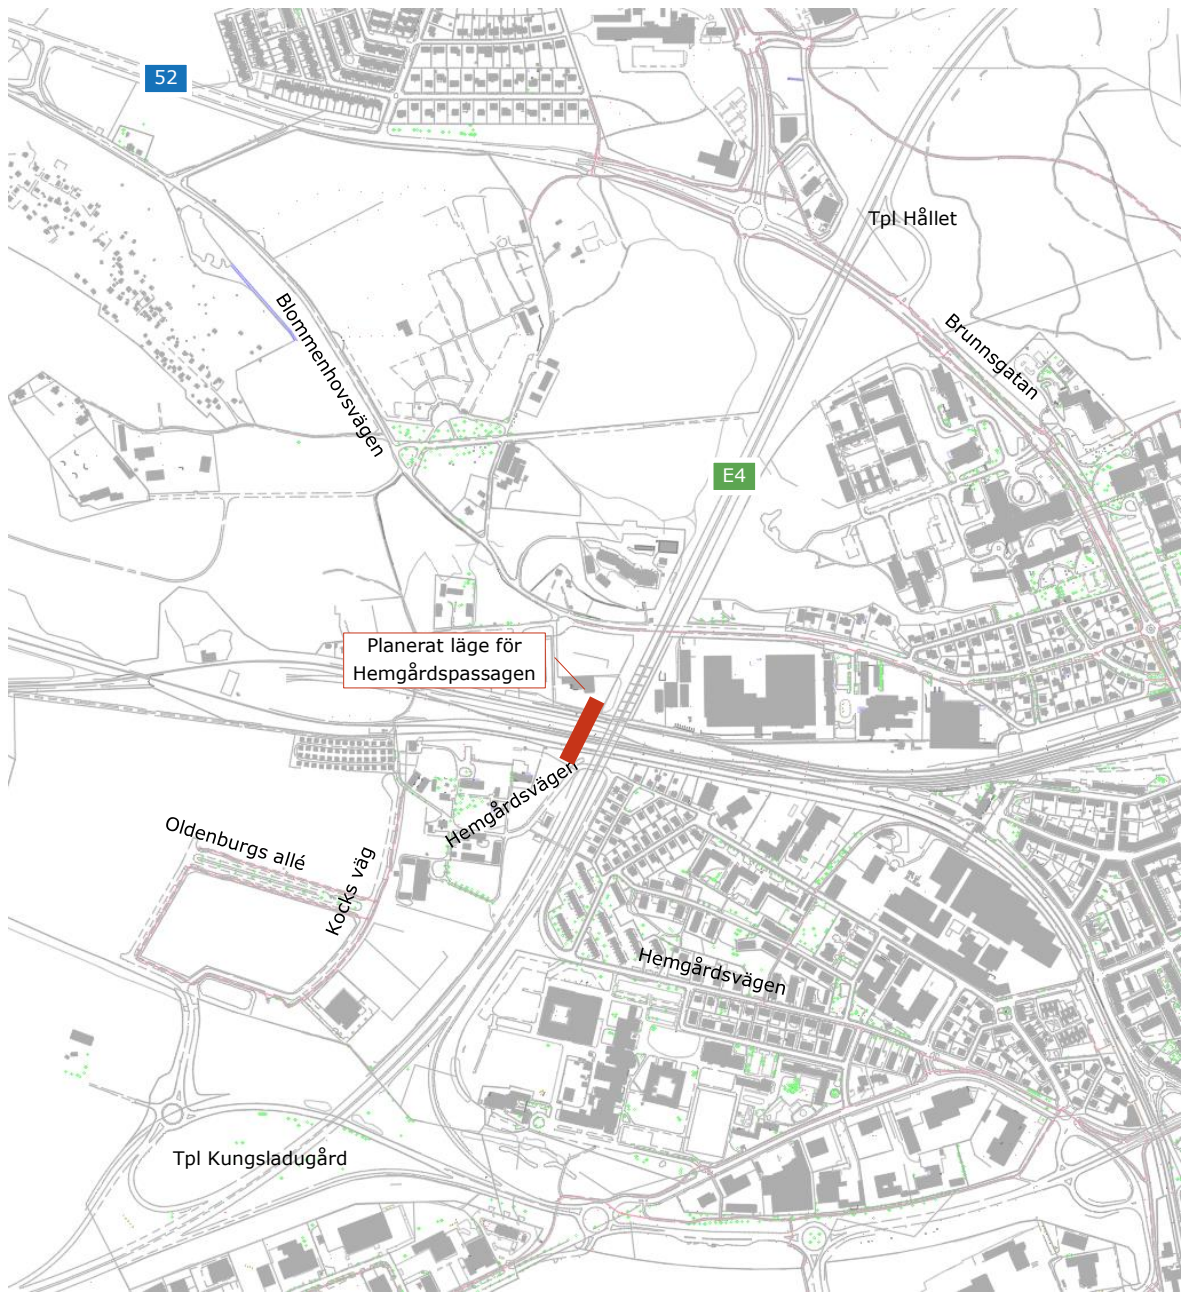 52
Tpl Hållet
Blommenhovsvägen
Brunnsgatan
E4
Planerat läge för
Hemgårdspassagen
Hemgårdsvägen
Oldenburgs allé
Kocks väg
Hemgårdsvägen
Tpl Kungsladugård